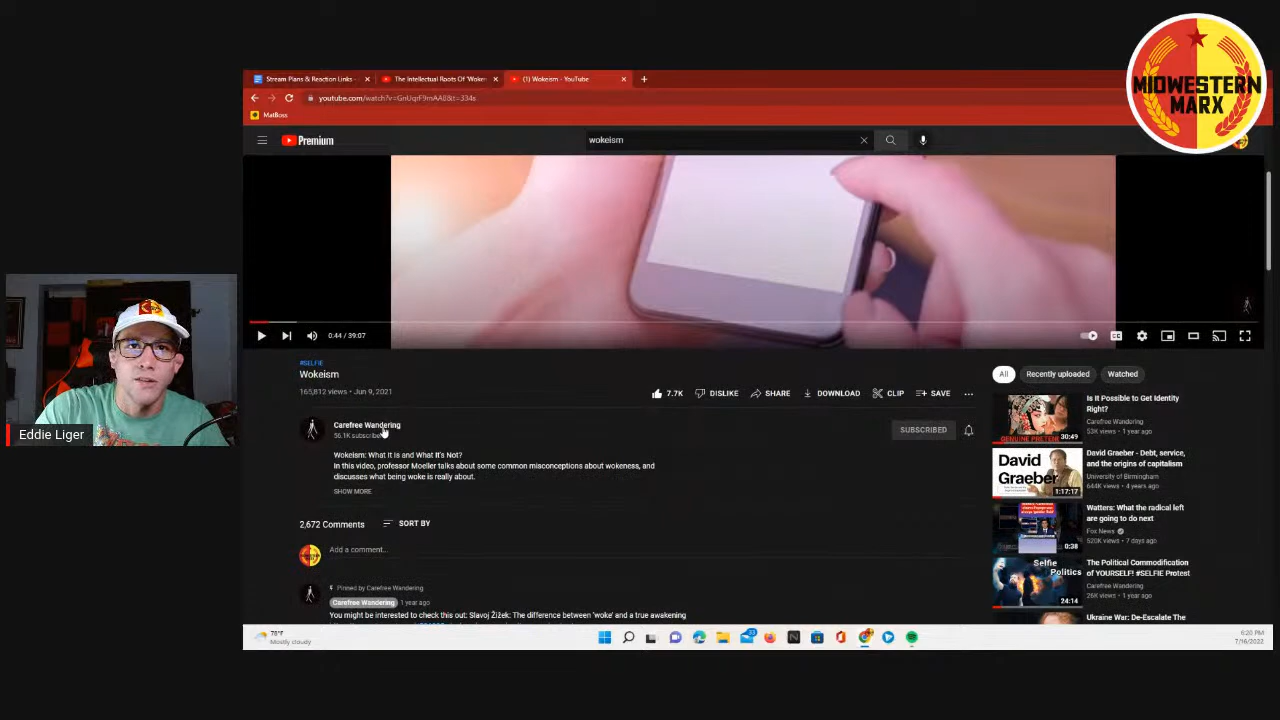 MIDWESTERN
MARX
Stream Plans & Reaction Links -
The Intellectual Roots Of 'Woke
(1) Wokeism - YouTube
MatBoss
Premium
wokeism
0:44 / 39:07
#SELFIE
Wokeism
165,812 views • Jun 9, 2021
7.7K
DISLIKE
SHARE
DOWNLOAD
CLIP
SAVE
Carefree Wandering
56.1K
SUBSCRIBED
Wokeism: What It Is and What It's Not?
In this video, professor Moeller talks about some common misconceptions about wokeness, and
discusses what being woke is really about.
SHOW MORE
2,672 Comments
SORT BY
Add a comment...
Pinned by Carefree Wandering
Carefree Wandering 1 year ago
You might be interested to check this out: Slavoj Žižek: The difference between 'woke' and a true awakening
All
Recently uploaded
Watched
GENUINE
30:49
Is It Possible to Get Identity
Right?
Carefree Wandering
53K views • 1 year ago
David
Graeber
1:17:17
David Graeber - Debt, service,
and the origins of capitalism
University of Birmingham
644K views • 4 years ago
0:38
Watters: What the radical left
are going to do next
Fox News
520K views • 7 days ago
Selfie
Politics
24:14
The Political Commodification
of YOURSELF! #SELFIE Protest
Carefree Wandering
26K views • 1 year ago
Ukraine War: De-Escalate The
Eddie Liger
78°F
Mostly cloudy
6:20 PM
7/16/2022